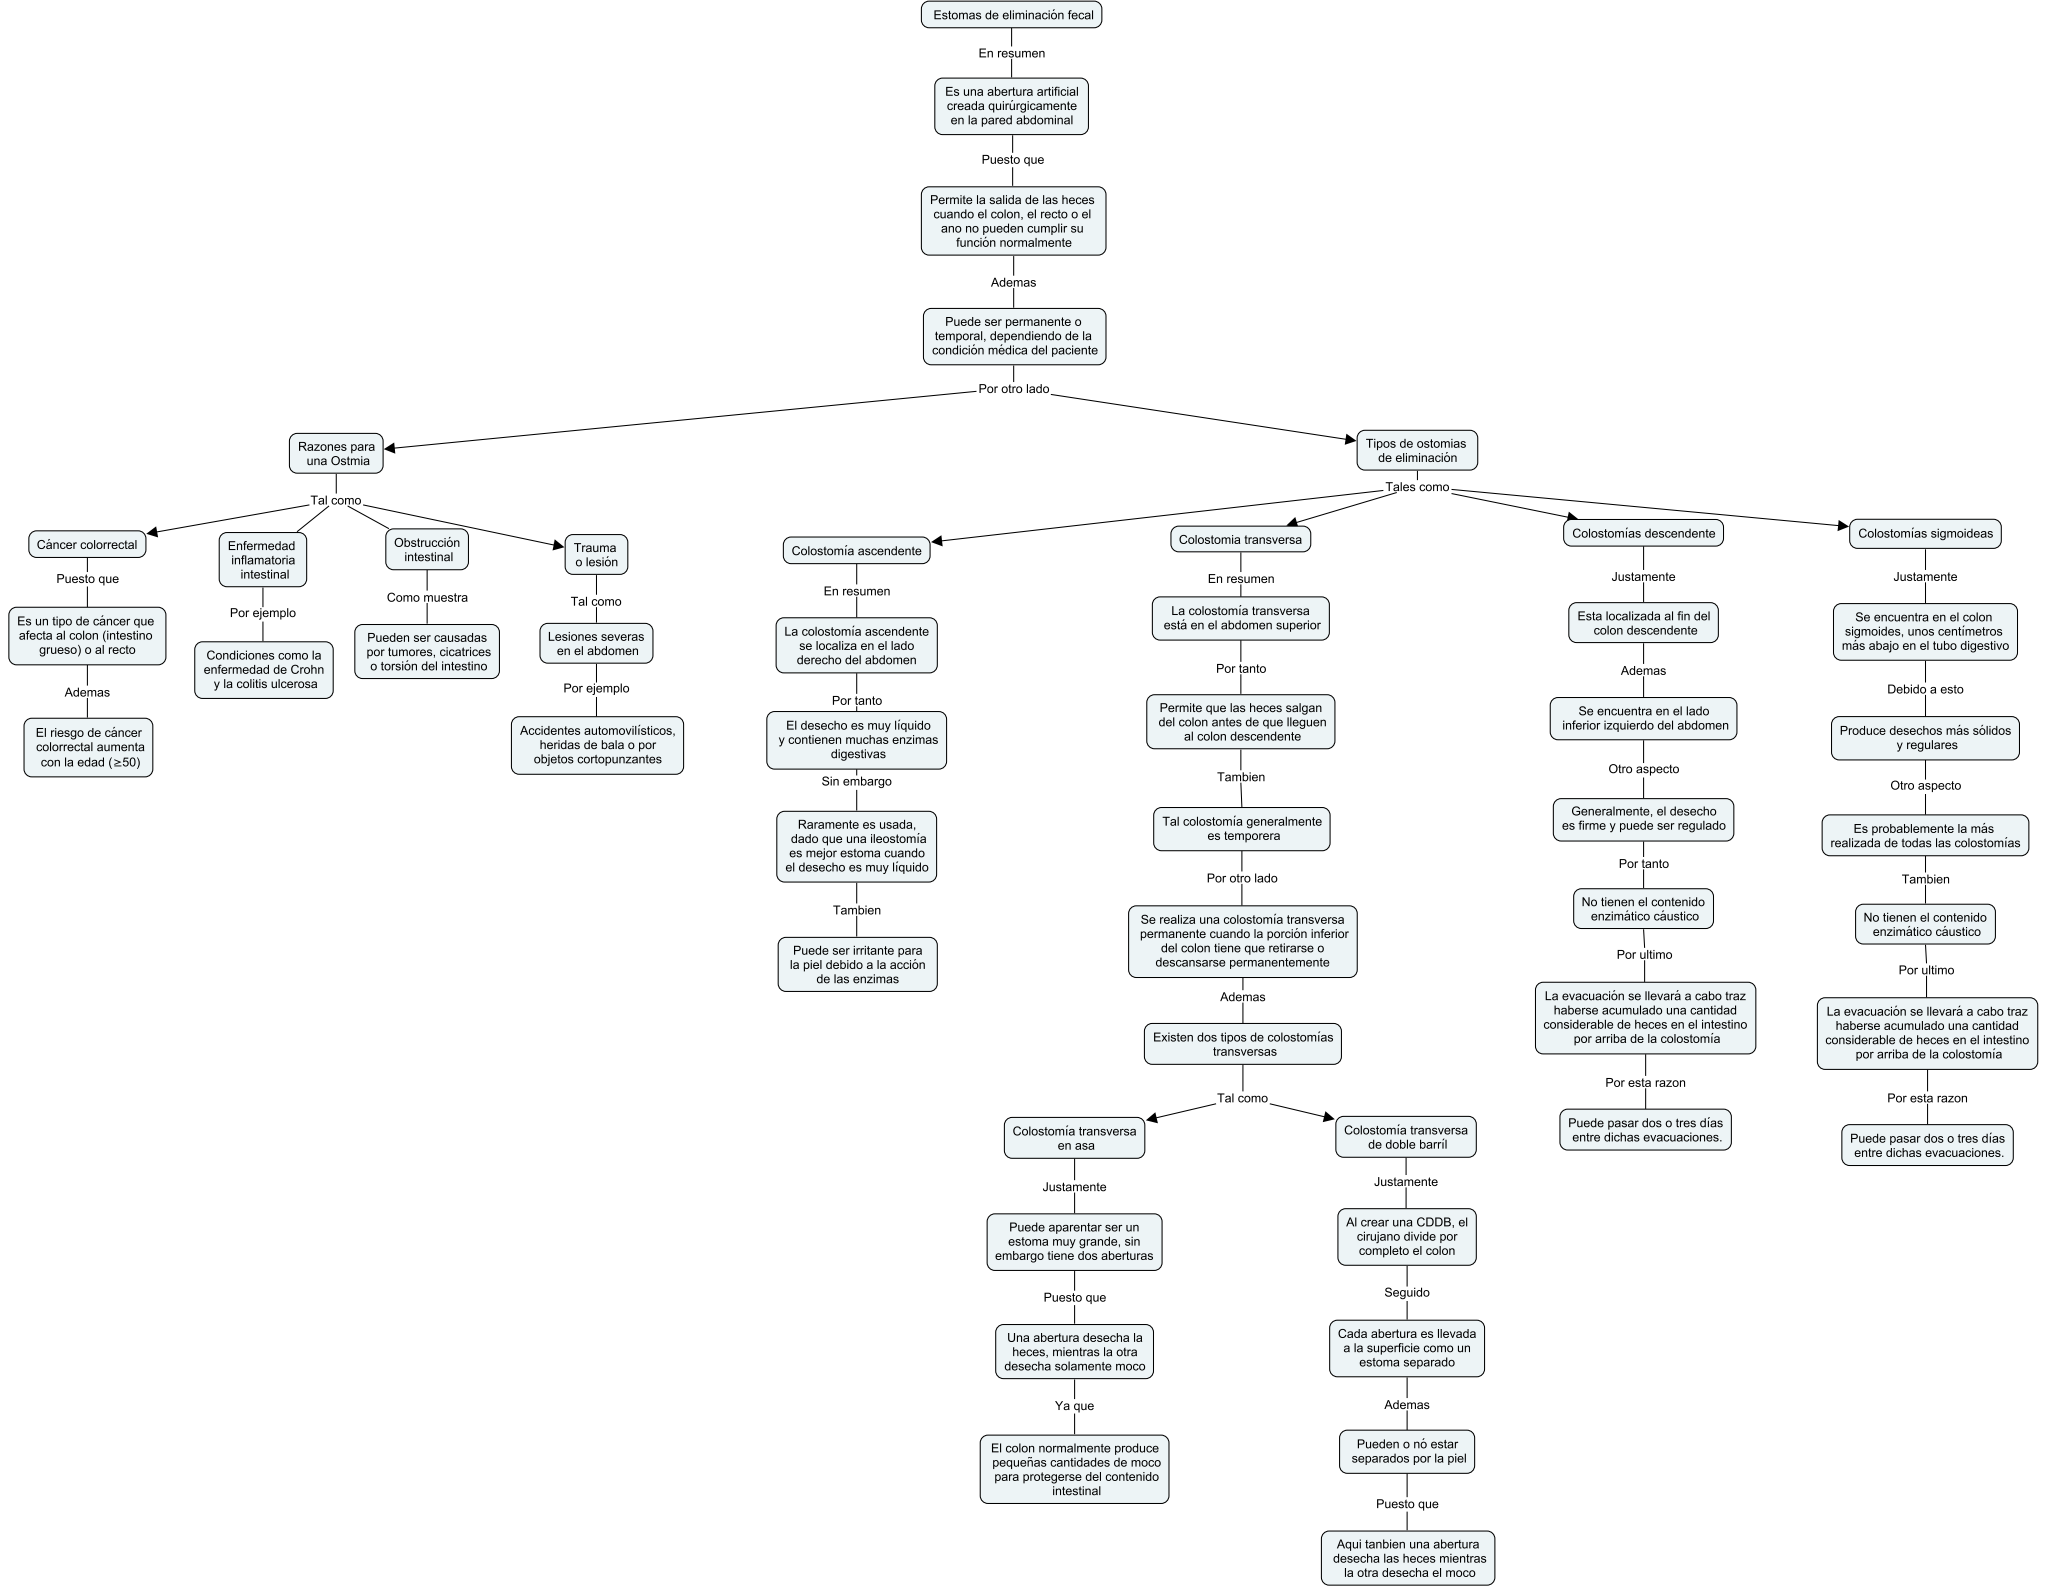 Estomas de eliminación fecal
En resumen
Es una abertura artificial
creada quirúrgicamente
en la pared abdominal
Puesto que
Permite la salida de las heces
cuando el colon, el recto o el
ano no pueden cumplir su
función normalmente
Ademas
Puede ser permanente o
temporal, dependiendo de la
condición médica del paciente
Por otro lado
Razones para
una Ostmia
Tal como
Cáncer colorrectal
Puesto que
Es un tipo de cáncer que
afecta al colon (intestino
grueso) o al recto
Ademas
El riesgo de cáncer
colorrectal aumenta
con la edad (≥50)
Enfermedad
inflamatoria
intestinal
Por ejemplo
Condiciones como la
enfermedad de Crohn
y la colitis ulcerosa
Obstrucción
intestinal
Como muestra
Pueden ser causadas
por tumores, cicatrices
o torsión del intestino
Trauma
o lesión
Tal como
Lesiones severas
en el abdomen
Por ejemplo
Accidentes automovilísticos,
heridas de bala o por
objetos cortopunzantes
Tipos de ostomias
de eliminación
Tales como
Colostomía ascendente
En resumen
La colostomía ascendente
se localiza en el lado
derecho del abdomen
Por tanto
El desecho es muy líquido
y contienen muchas enzimas
digestivas
Sin embargo
Raramente es usada,
dado que una ileostomía
es mejor estoma cuando
el desecho es muy líquido
Tambien
Puede ser irritante para
la piel debido a la acción
de las enzimas
Colostomia transversa
En resumen
La colostomía transversa
está en el abdomen superior
Por tanto
Permite que las heces salgan
del colon antes de que lleguen
al colon descendente
Tambien
Tal colostomía generalmente
es temporera
Por otro lado
Se realiza una colostomía transversa
permanente cuando la porción inferior
del colon tiene que retirarse o
descansarse permanentemente
Ademas
Existen dos tipos de colostomías
transversas
Tal como
Colostomía transversa
en asa
Justamente
Puede aparentar ser un
estoma muy grande, sin
embargo tiene dos aberturas
Puesto que
Una abertura desecha la
heces, mientras la otra
desecha solamente moco
Ya que
El colon normalmente produce
pequeñas cantidades de moco
para protegerse del contenido
intestinal
Colostomía transversa
de doble barríl
Justamente
Al crear una CDDB, el
cirujano divide por
completo el colon
Seguido
Cada abertura es llevada
a la superficie como un
estoma separado
Ademas
Pueden o nó estar
separados por la piel
Puesto que
Aqui tanbien una abertura
desecha las heces mientras
la otra desecha el moco
Colostomías descendente
Justamente
Esta localizada al fin del
colon descendente
Ademas
Se encuentra en el lado
inferior izquierdo del abdomen
Otro aspecto
Generalmente, el desecho
es firme y puede ser regulado
Por tanto
No tienen el contenido
enzimático cáustico
Por ultimo
La evacuación se llevará a cabo traz
haberse acumulado una cantidad
considerable de heces en el intestino
por arriba de la colostomía
Por esta razon
Puede pasar dos o tres días
entre dichas evacuaciones.
Colostomías sigmoideas
Justamente
Se encuentra en el colon
sigmoides, unos centímetros
más abajo en el tubo digestivo
Debido a esto
Produce desechos más sólidos
y regulares
Otro aspecto
Es probablemente la más
realizada de todas las colostomías
Tambien
No tienen el contenido
enzimático cáustico
Por ultimo
La evacuación se llevará a cabo traz
haberse acumulado una cantidad
considerable de heces en el intestino
por arriba de la colostomía
Por esta razon
Puede pasar dos o tres días
entre dichas evacuaciones.